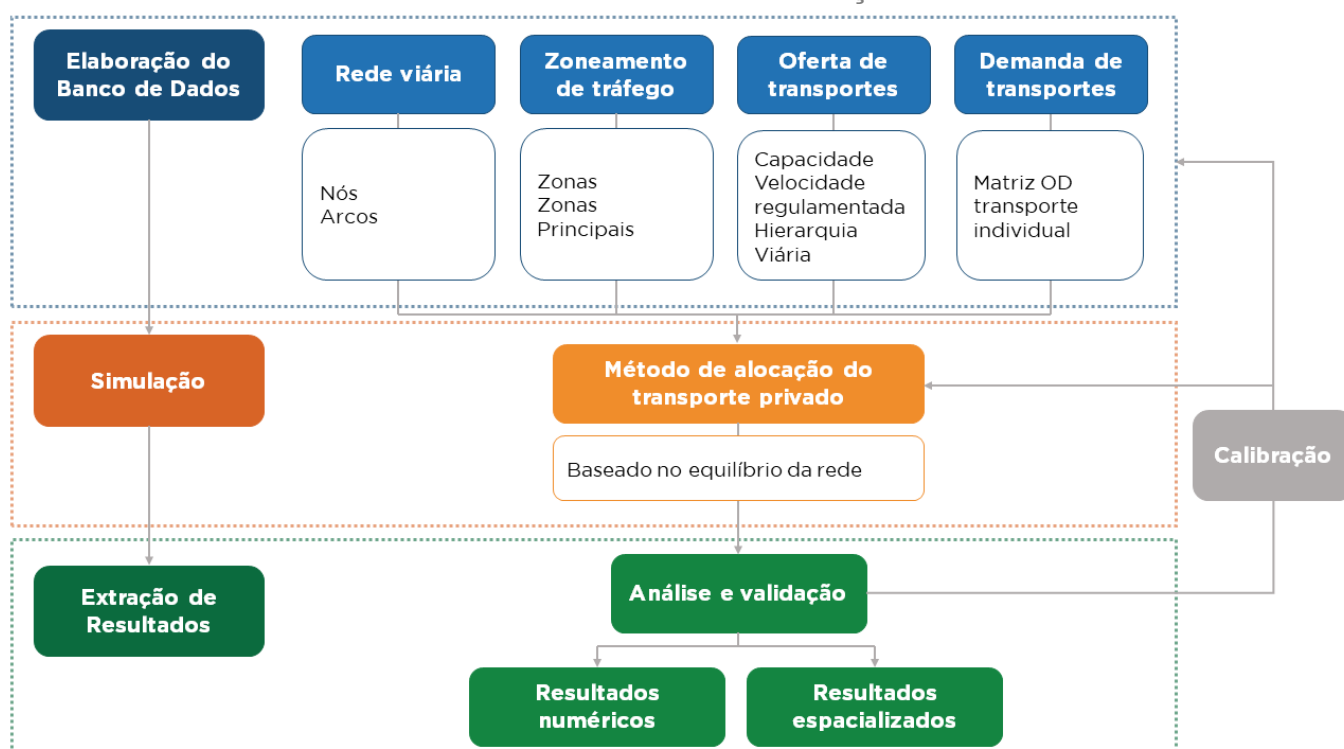 Elaboração do
Banco de Dados
Rede viária
Zoneamento
de tráfego
Oferta de
transportes
Demanda de
transportes
Nós
Arcos
Zonas
Zonas
Principais
Capacidade
Velocidade
regulamentada
Hierarquia
Viária
Matriz OD
transporte
individual
Simulação
Método de alocação do
transporte privado
Baseado no equilíbrio da rede
Calibração
Extração de
Resultados
Análise e validação
Resultados
numéricos
Resultados
espacializados